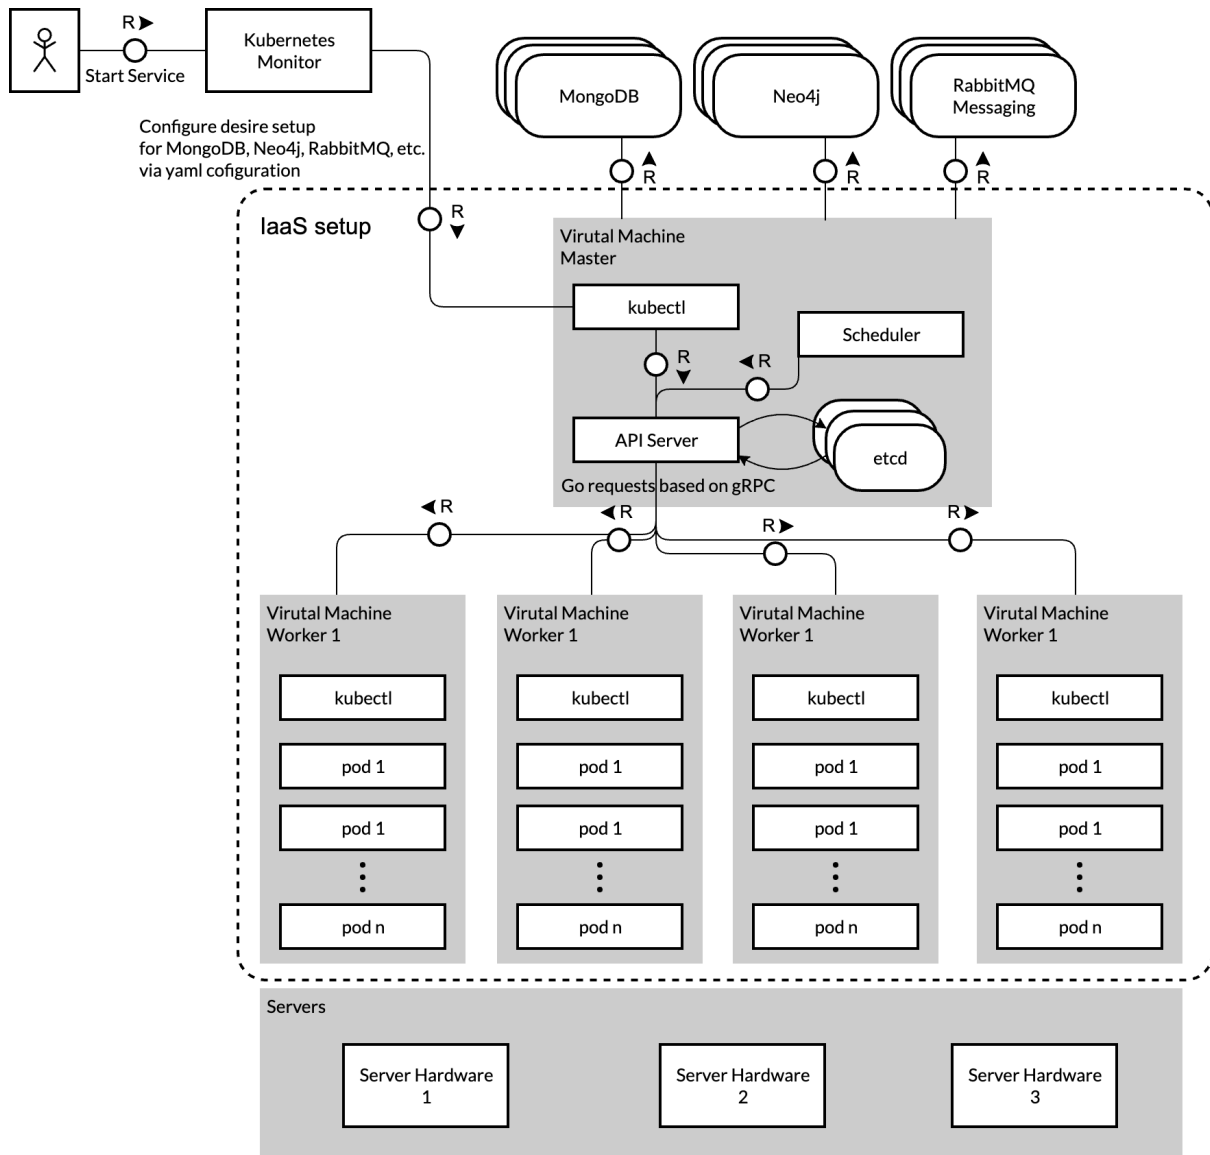 R
Start Service
Kubernetes
Monitor
Configure desire setup
for MongoDB, Neo4j, RabbitMQ, etc.
via yaml cofiguration
MongoDB
Neo4j
RabbitMQ
Messaging
R
R
R
R
IaaS setup
Virutal Machine
Master
kubectl
Scheduler
R
R
API Server
etcd
Go requests based on gRPC
R
R
R
R
Virutal Machine
Worker 1
kubectl
pod 1
pod 1
pod n
Virutal Machine
Worker 1
kubectl
pod 1
pod 1
pod n
Virutal Machine
Worker 1
kubectl
pod 1
pod 1
pod n
Virutal Machine
Worker 1
kubectl
pod 1
pod 1
pod n
Servers
Server Hardware
1
Server Hardware
2
Server Hardware
3